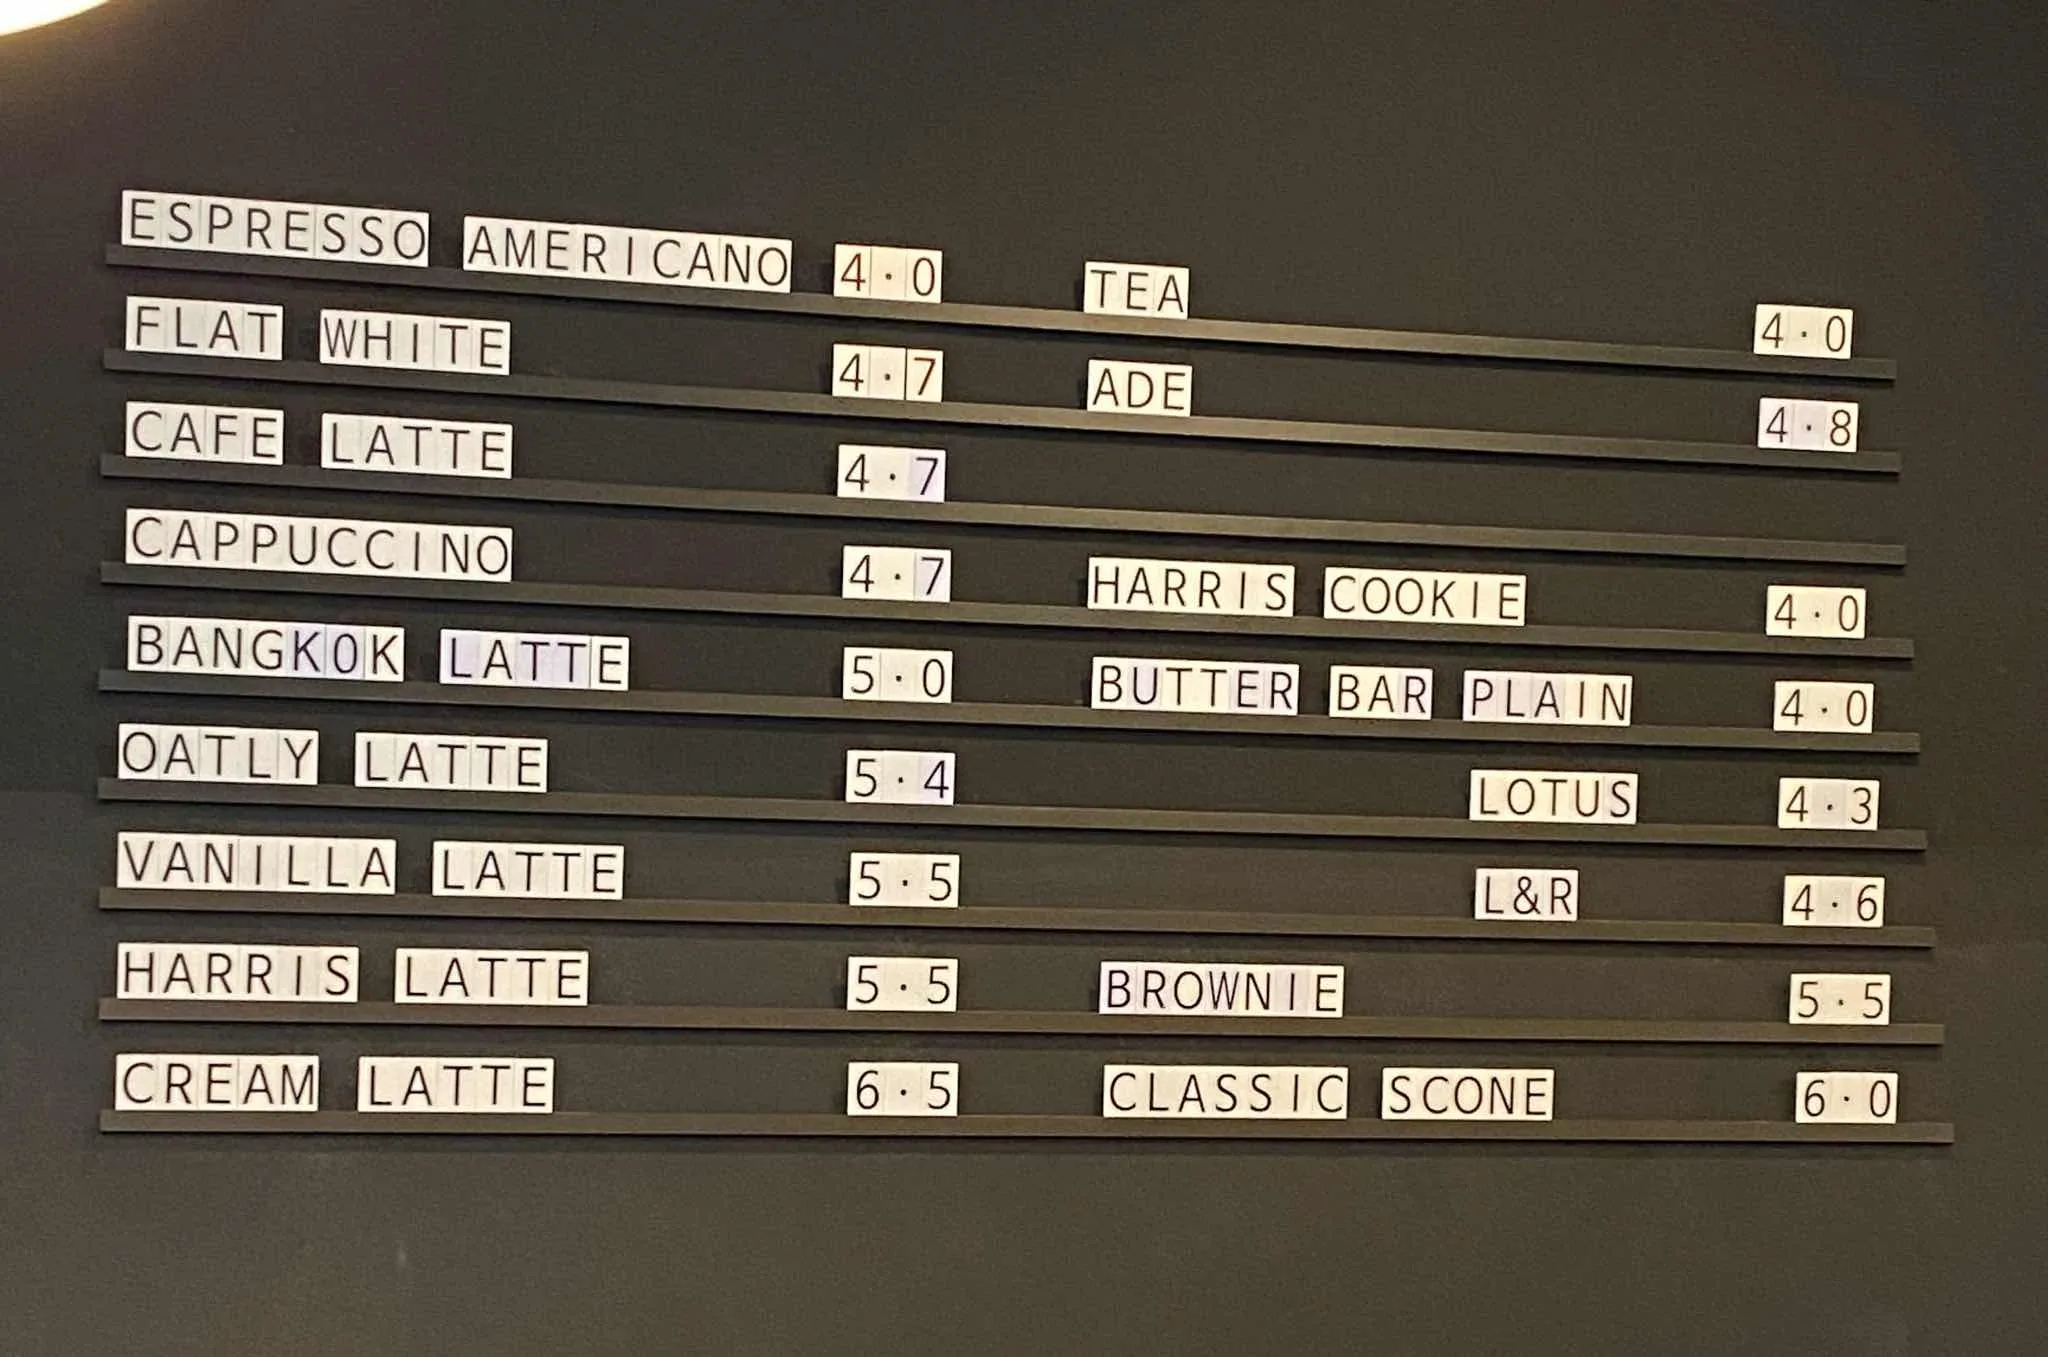 ESPRESSO AMERICANO 4.0
FLAT WHITE 4.7
CAFE LATTE 4.7
CAPPUCCINO 4.7
BANGKOK LATTE 5.0
OATLY LATTE 5.4
VANILLA LATTE 5.5
HARRIS LATTE 5.5
CREAM LATTE 6.5
TEA 4.0
ADE 4.8
HARRIS COOKIE 4.0
BUTTER BAR PLAIN 4.0
LOTUS 4.3
L&R 4.6
BROWNIE 5.5
CLASSIC SCONE 6.0